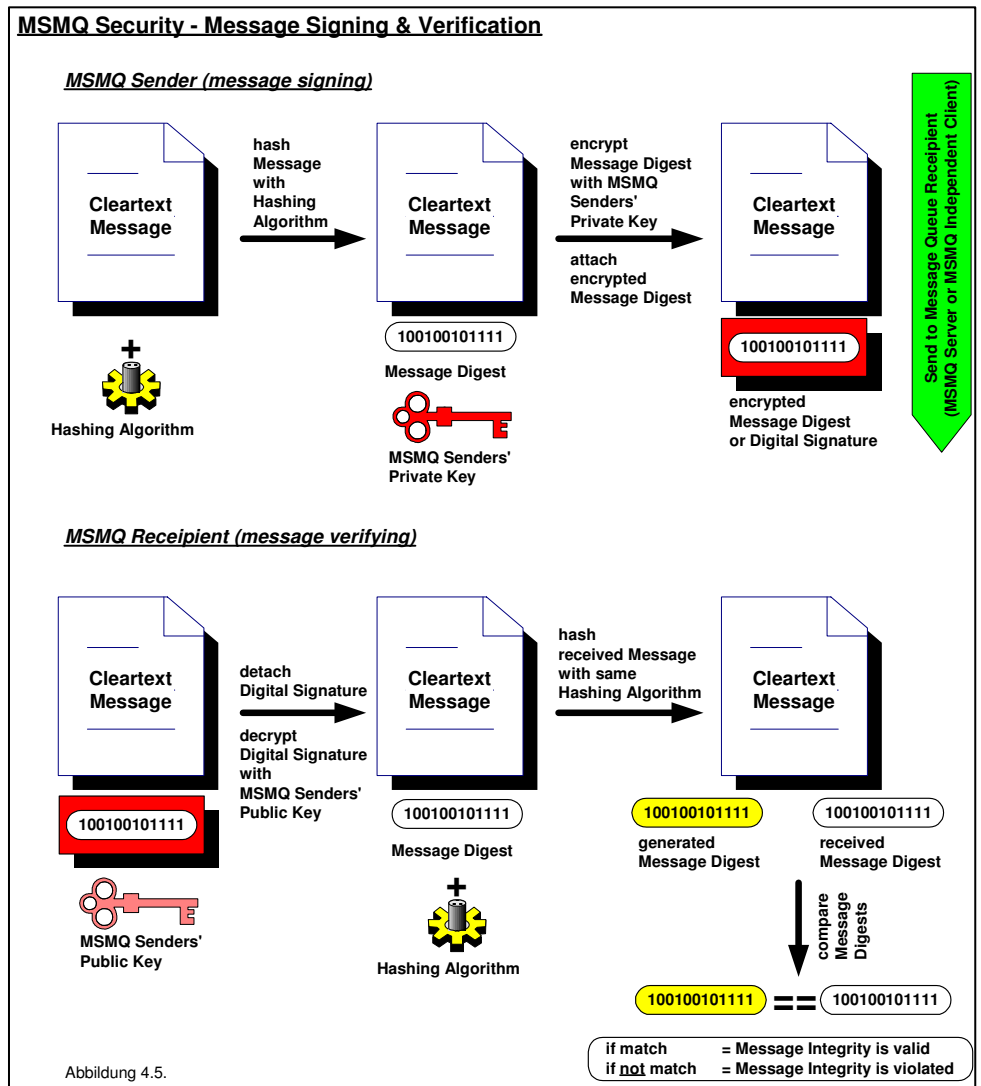 MSMQ Security - Message Signing & Verification
MSMQ Sender (message signing)
Cleartext
Message
+
Hashing Algorithm
hash
Message
with
Hashing
Algorithm
Cleartext
Message
100100101111
Message Digest
MSMQ Senders'
Private Key
encrypt
Message Digest
with MSMQ
Senders'
Private Key
attach
encrypted
Message Digest
Cleartext
Message
100100101111
encrypted
Message Digest
or Digital Signature
Send to Message Queue Receipient
(MSMQ Server or MSMQ Independent Client)
MSMQ Receipient (message verifying)
Cleartext
Message
100100101111
MSMQ Senders'
Public Key
detach
Digital Signature
decrypt
Digital Signature
with
MSMQ Senders'
Public Key
Cleartext
Message
100100101111
Message Digest
+
Hashing Algorithm
hash
received Message
with same
Hashing Algorithm
Cleartext
Message
100100101111
generated
Message Digest
100100101111
received
Message Digest
compare
Message
Digests
100100101111 == 100100101111
if match = Message Integrity is valid
if not match = Message Integrity is violated
Abbildung 4.5.